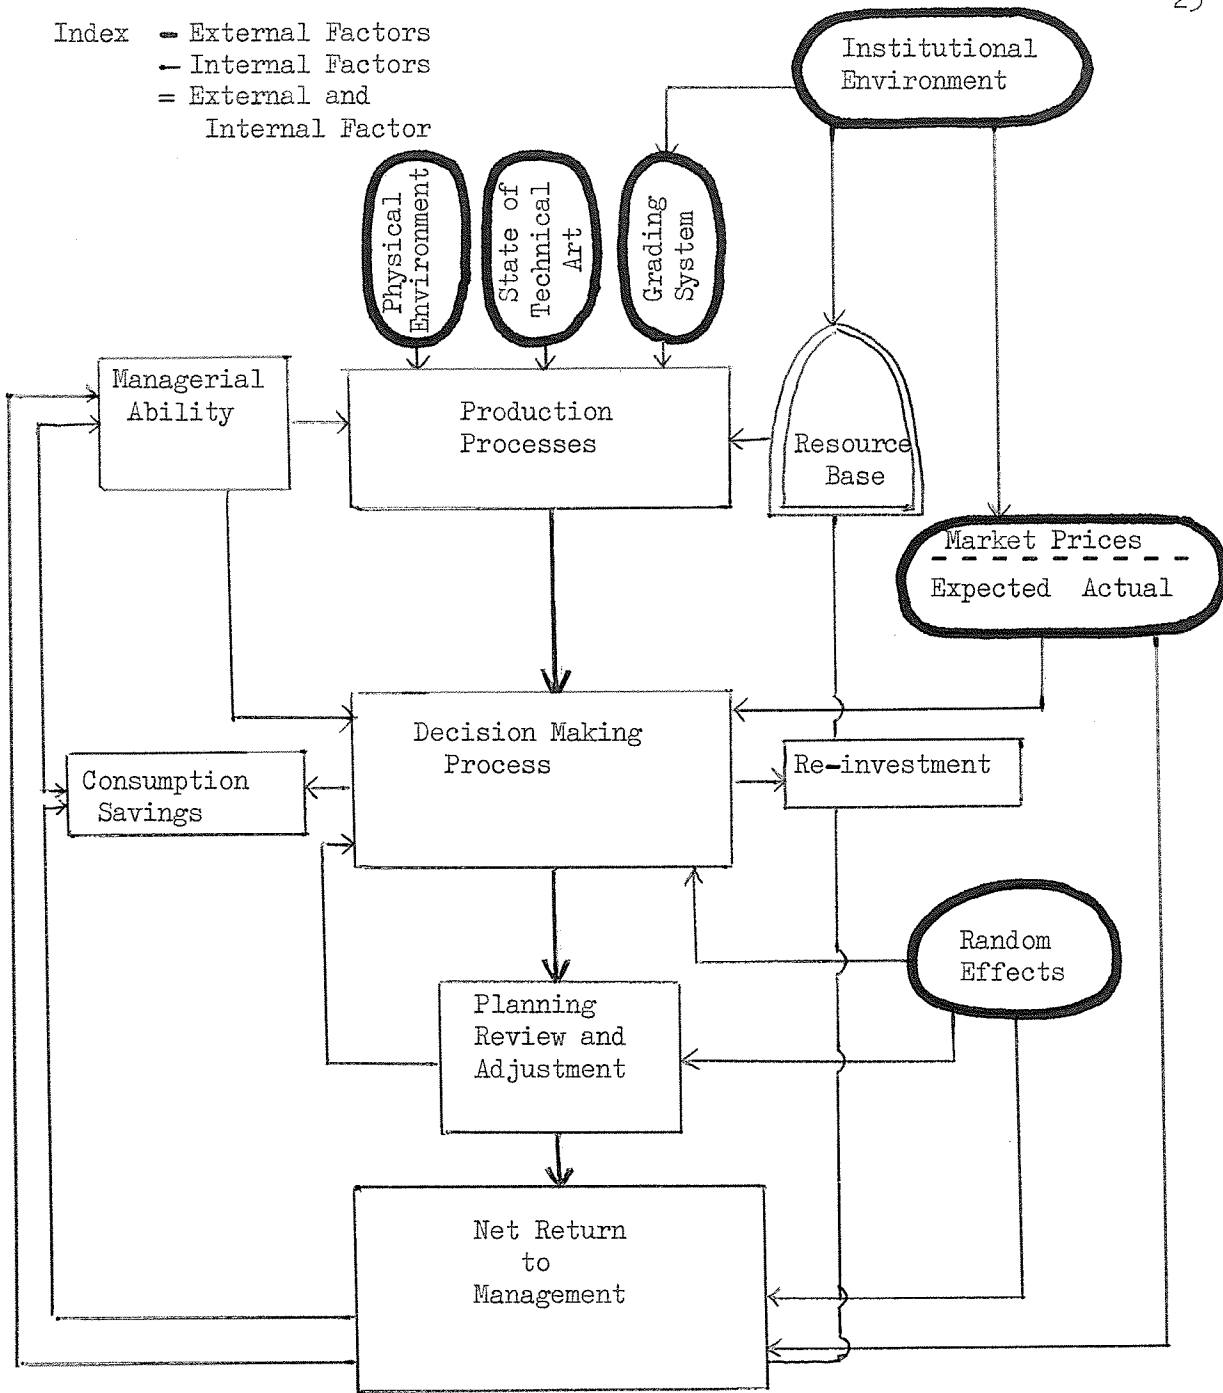 Index - External Factors
- Internal Factors
= External and
Internal Factor
Institutional
Environment
Physical
Environment
State of
Technical
Art
Grading
System
Managerial
Ability
Production
Processes
Resource
Base
Market Prices
Expected Actual
Decision Making
Process
Consumption
Savings
Re-investment
Random
Effects
Planning
Review and
Adjustment
Net Return
to
Management